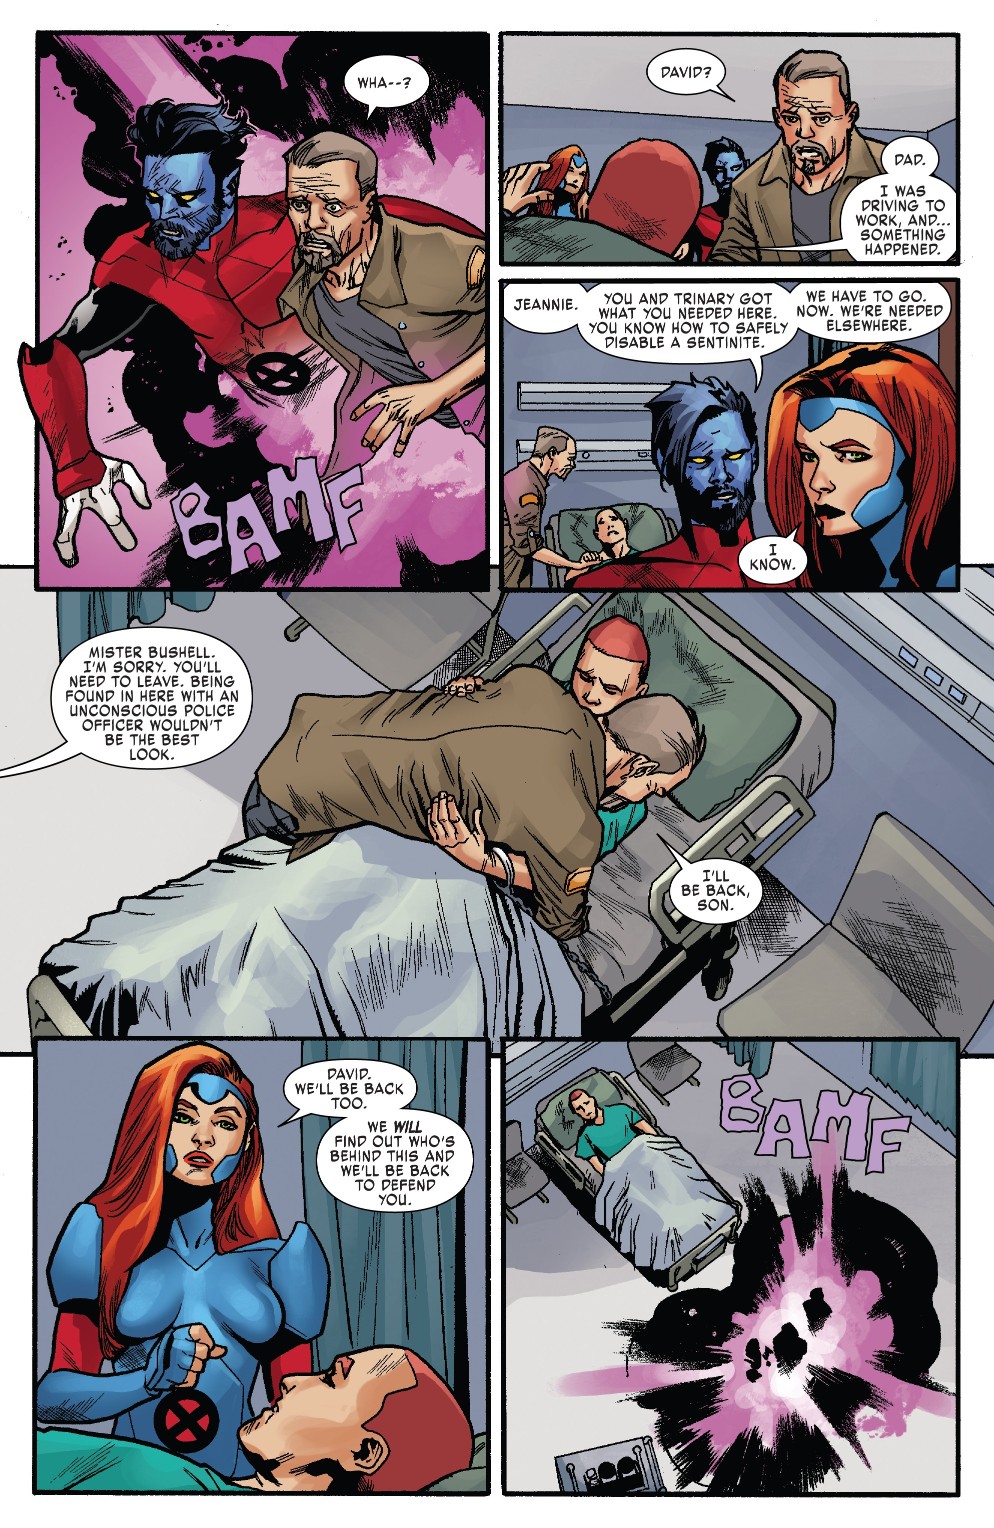 WHA--?
BAMF
DAVID?
DAD.
I WAS
DRIVING TO
WORK, AND...
SOMETHING
HAPPENED.
JEANNIE.
YOU AND TRINARY GOT
WHAT YOU NEEDED HERE.
YOU KNOW HOW TO SAFELY
DISABLE A SENTINITE.
WE HAVE TO GO.
NOW. WE'RE NEEDED
ELSEWHERE.
I
KNOW.
MISTER BUSHELL.
I'M SORRY. YOU'LL
NEED TO LEAVE. BEING
FOUND IN HERE WITH AN
UNCONSCIOUS POLICE
OFFICER WOULDN'T
BE THE BEST
LOOK.
I'LL
BE BACK,
SON.
DAVID.
WE'LL BE BACK
TOO.
WE WILL
FIND OUT WHO'S
BEHIND THIS AND
WE'LL BE BACK
TO DEFEND
YOU.
BAMF